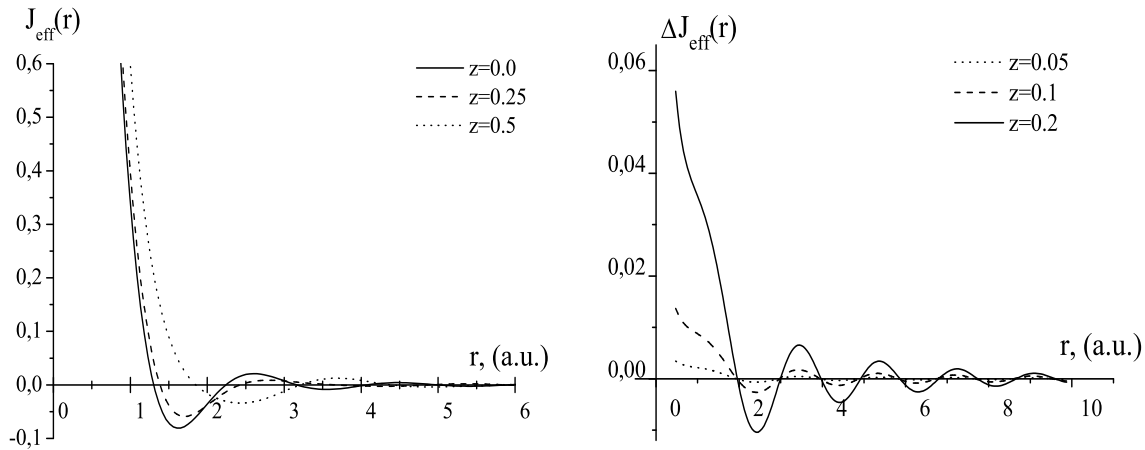 J_eff(r)
0,6
0,5
0,4
0,3
0,2
0,1
0,0
-0,1
0 1 2 3 4 5 6
r, (a.u.)
z=0.0
z=0.25
z=0.5
ΔJ_eff(r)
0,06
0,04
0,02
0,00
0 2 4 6 8 10
r, (a.u.)
z=0.05
z=0.1
z=0.2